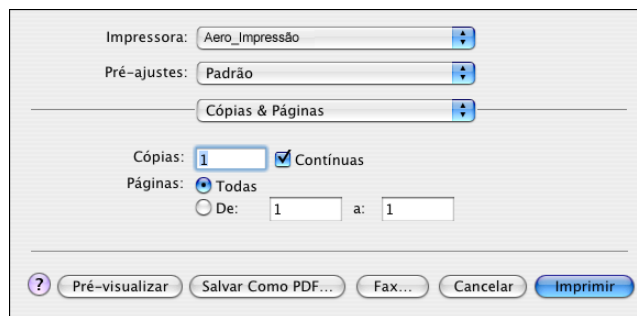 Impressora: Aero_Impressão
Pré-ajustes: Padrão
Cópias & Páginas
Cópias: 1 Contínuas
Páginas: Todas
De: 1 a: 1
? Pré-visualizar Salvar Como PDF... Fax... Cancelar Imprimir